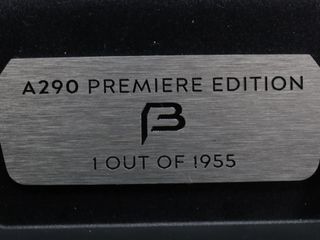 A290 PREMIERE EDITION
β
1 OUT OF 1955